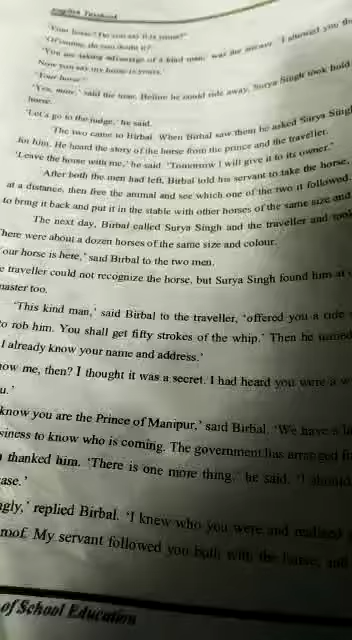 English Textbook
'Your horse? Do you say it is yours?'
'Of course, do you doubt it?'
'You are taking advantage of a kind man,' was the answer. 'I allowed you
Now you say my horse is yours.'
'Your horse?'
'Yes, mine,' said the man. Before he could ride away, Surya Singh took hold
horse.
'Let's go to the judge,' he said.
The two came to Birbal. When Birbal saw them he asked Surya Singh
for him. He heard the story of the horse from the prince and the traveller.
'Leave the horse with me,' he said. 'Tomorrow I will give it to its owner.'
After both the men had left, Birbal told his servant to take the horse,
at a distance, then free the animal and see which one of the two it followed.
to bring it back and put it in the stable with other horses of the same size and
The next day, Birbal called Surya Singh and the traveller and took
here were about a dozen horses of the same size and colour.
our horse is here,' said Birbal to the two men.
e traveller could not recognize the horse, but Surya Singh found him at
master too.
'This kind man,' said Birbal to the traveller, 'offered you a ride
to rob him. You shall get fifty strokes of the whip.' Then he turned
I already know your name and address.'
now me, then? I thought it was a secret. I had heard you were a
u.'
know you are the Prince of Manipur,' said Birbal. 'We have a
siness to know who is coming. The government has arranged
thanked him. 'There is one more thing,' he said. 'I should
ase.'
ngly,' replied Birbal. 'I knew who you were and realised
mof. My servant followed you both with the horse, and
of School Education